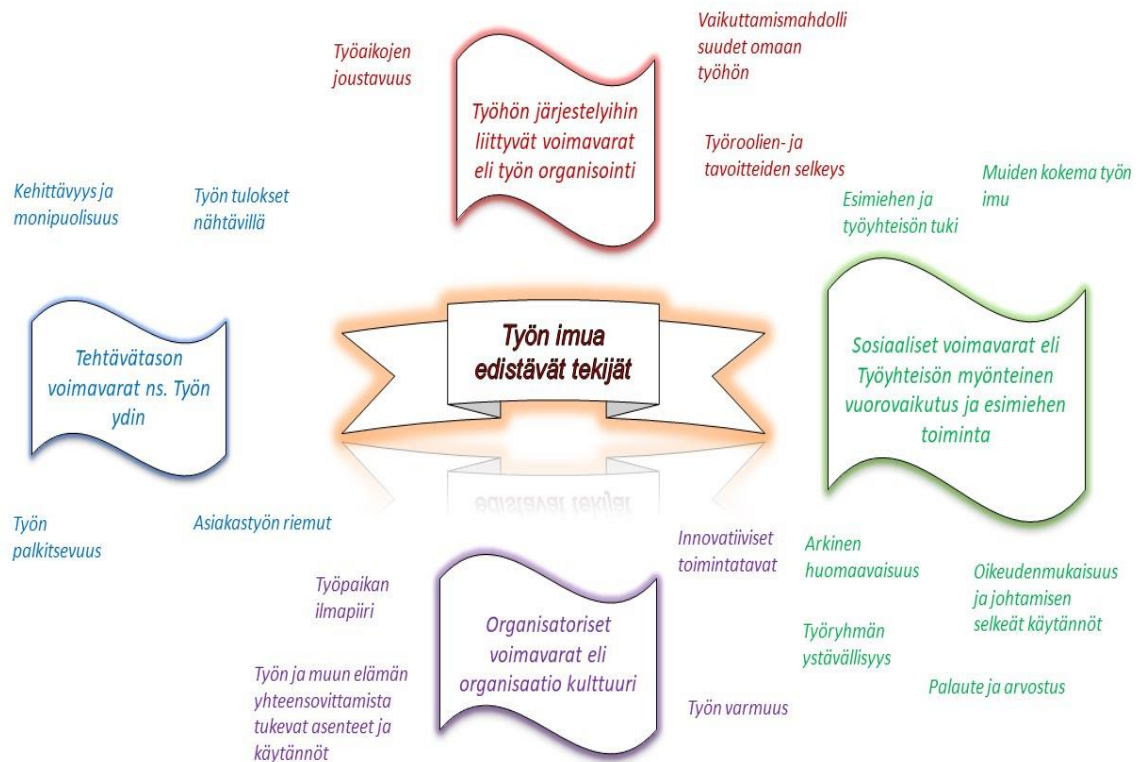 Työaikojen
joustavuus
Työhön järjestelyihin
liittyvät voimavarat
eli työn organisointi
Vaikuttamismahdolli
suudet omaan
työhön
Työroolien- ja
tavoitteiden selkeys
Kehittävyys ja
monipuolisuus
Työn tulokset
nähtävillä
Tehtävätason
voimavarat ns. Työn
ydin
Työn
palkitsevuus
Asiakastyön riemut
Työn imua
edistävät tekijät
edistävät tekijät
Esimiehen ja
työyhteisön tuki
Muiden kokema työn
imu
Sosiaaliset voimavarat eli
Työyhteisön myönteinen
vuorovaikutus ja esimiehen
toiminta
Arkinen
huomaavaisuus
Oikeudenmukaisuus
ja johtamisen
selkeät käytännöt
Työryhmän
ystävällisyys
Palaute ja arvostus
Työpaikan
ilmapiiri
Työn ja muun elämän
yhteensovittamista
tukevat asenteet ja
käytännöt
Organisatoriset
voimavarat eli
organisaatio kulttuuri
Innovatiiviset
toimintatavat
Työn varmuus